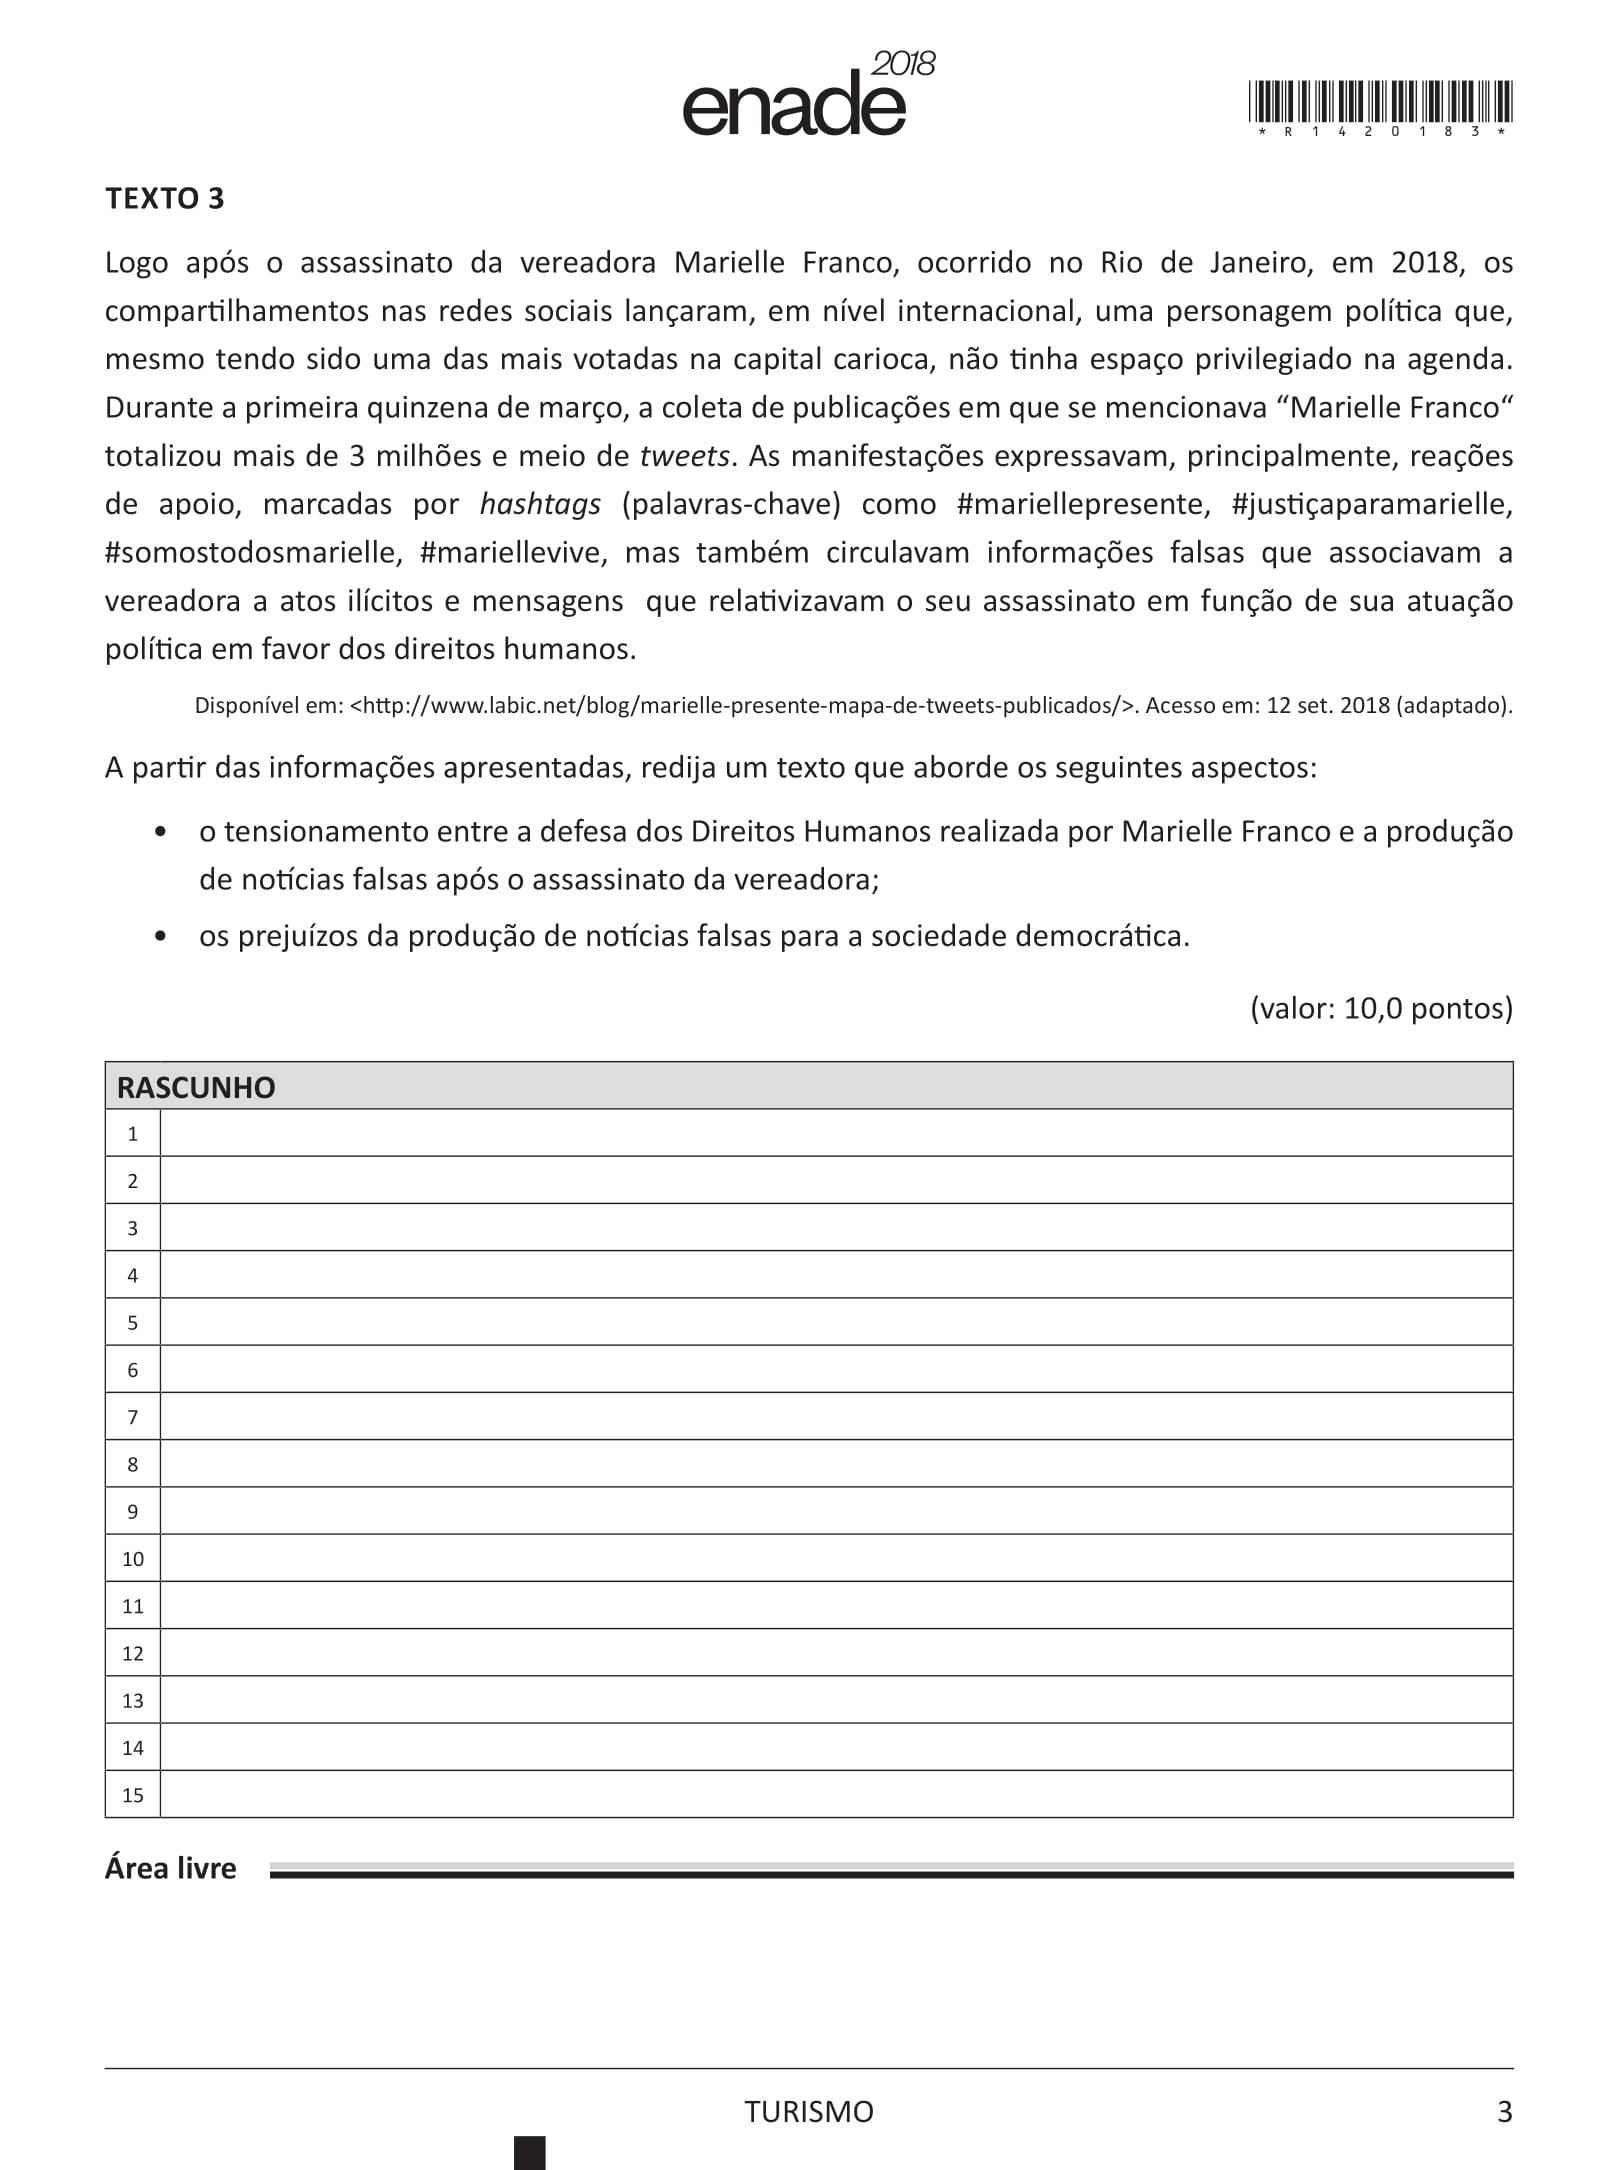 enade 2018
* R 1 4 2 0 1 8 3 *
TEXTO 3
Logo após o assassinato da vereadora Marielle Franco, ocorrido no Rio de Janeiro, em 2018, os
compartilhamentos nas redes sociais lançaram, em nível internacional, uma personagem política que,
mesmo tendo sido uma das mais votadas na capital carioca, não tinha espaço privilegiado na agenda.
Durante a primeira quinzena de março, a coleta de publicações em que se mencionava “Marielle Franco“
totalizou mais de 3 milhões e meio de tweets. As manifestações expressavam, principalmente, reações
de apoio, marcadas por hashtags (palavras-chave) como #mariellepresente, #justiçaparamarielle,
#somostodosmarielle, #mariellevive, mas também circulavam informações falsas que associavam a
vereadora a atos ilícitos e mensagens que relativizavam o seu assassinato em função de sua atuação
política em favor dos direitos humanos.
Disponível em: <http://www.labic.net/blog/marielle-presente-mapa-de-tweets-publicados/>. Acesso em: 12 set. 2018 (adaptado).
A partir das informações apresentadas, redija um texto que aborde os seguintes aspectos:
• o tensionamento entre a defesa dos Direitos Humanos realizada por Marielle Franco e a produção
de notícias falsas após o assassinato da vereadora;
• os prejuízos da produção de notícias falsas para a sociedade democrática.
(valor: 10,0 pontos)
RASCUNHO
1
2
3
4
5
6
7
8
9
10
11
12
13
14
15
Área livre
TURISMO
3